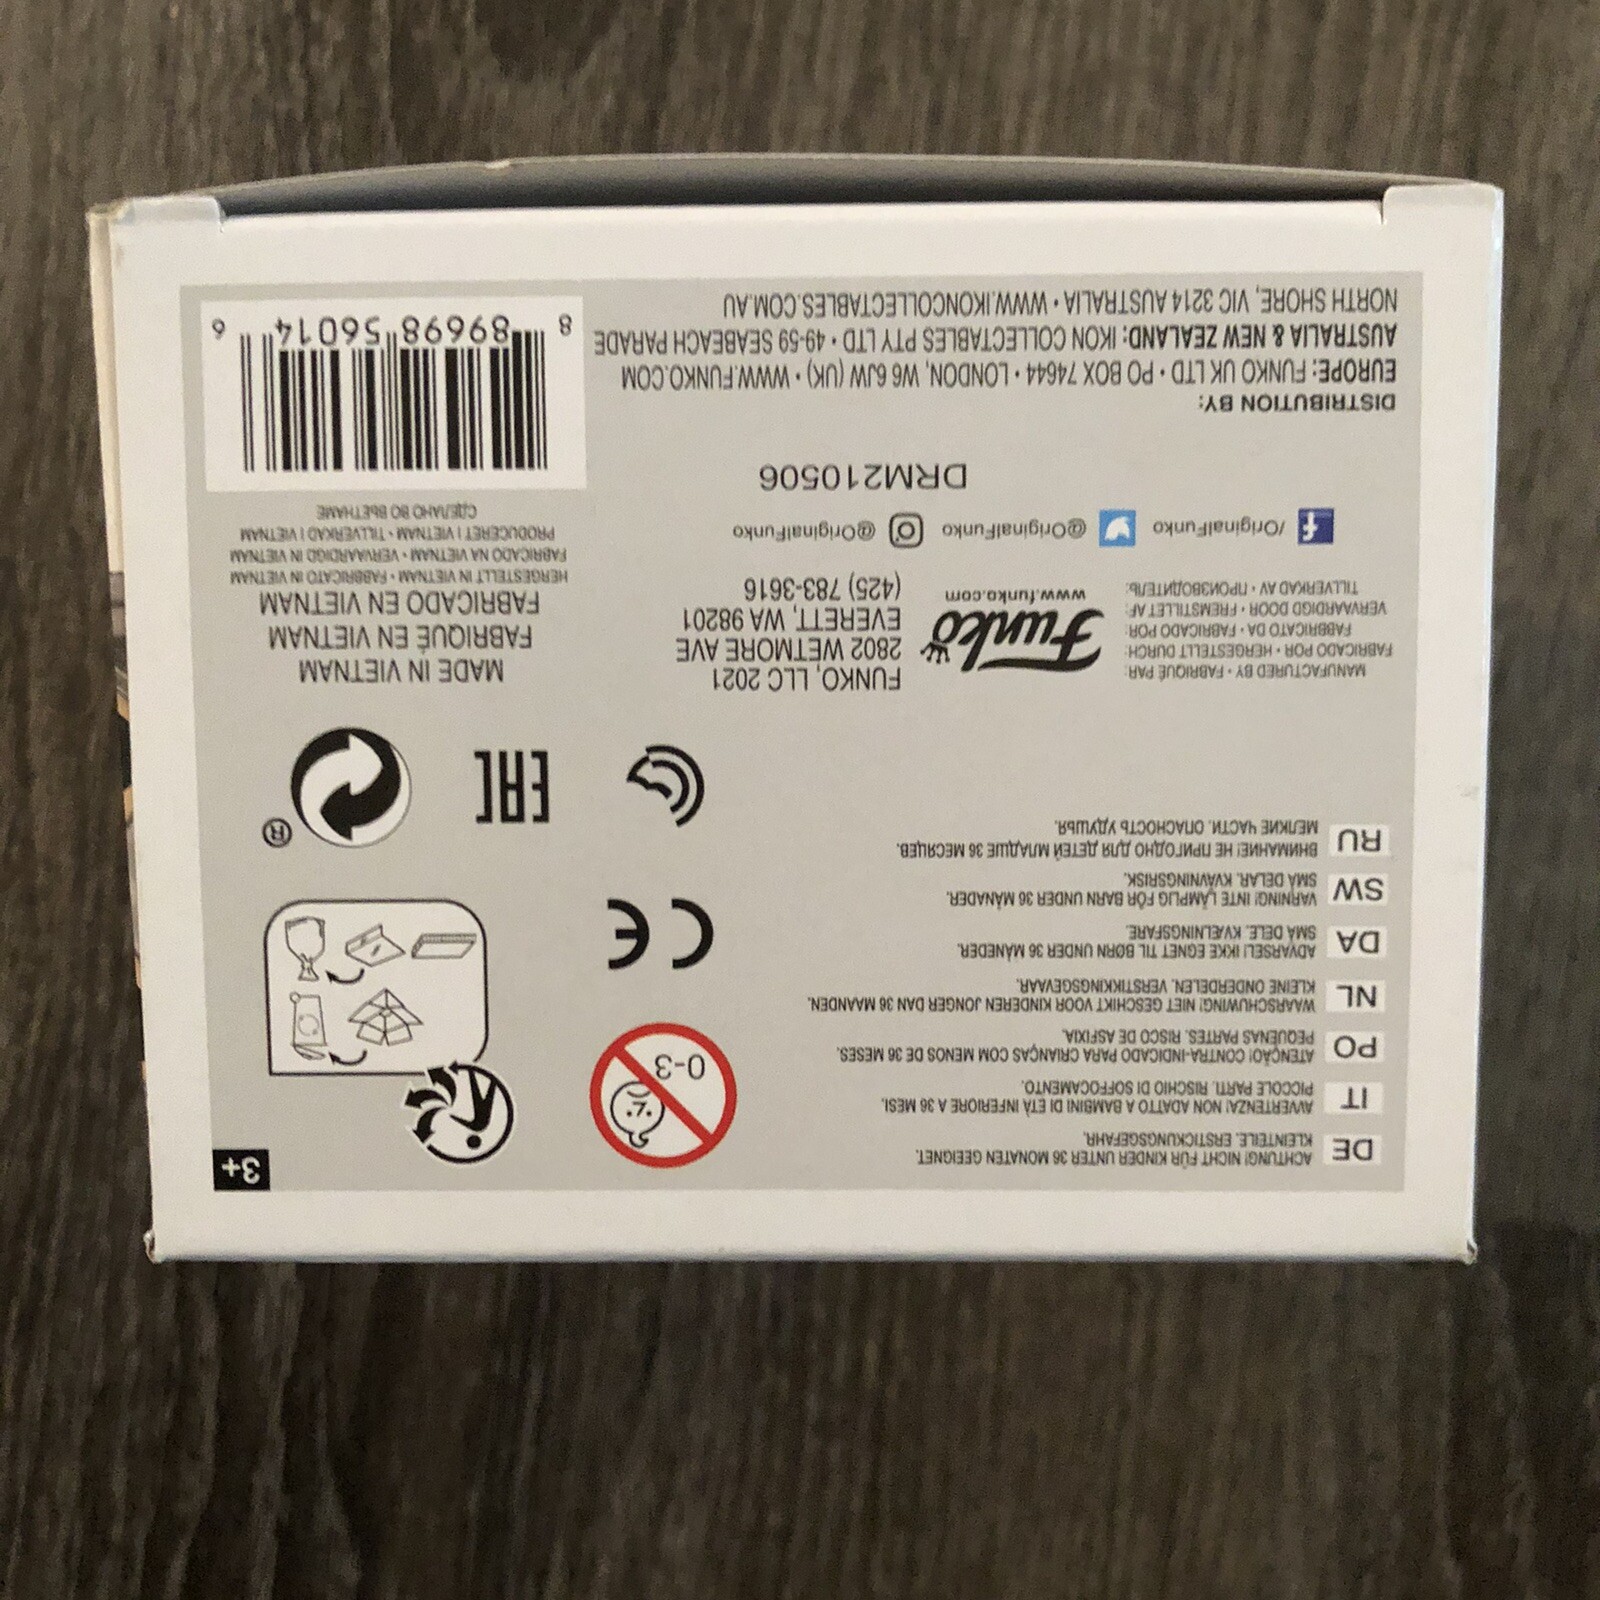 3+
DE
ACHTUNG! NICHT FÜR KINDER UNTER 36 MONATEN GEEIGNET.
KLEINTEILE. ERSTICKUNGSGEFAHR.
IT
AVVERTENZA! NON ADATTO A BAMBINI DI ETÀ INFERIORE A 36 MESI.
PICCOLE PARTI. RISCHIO DI SOFFOCAMENTO.
PO
ATENÇÃO! CONTRA-INDICADO PARA CRIANÇAS COM MENOS DE 36 MESES.
PEQUENAS PARTES. RISCO DE ASFIXIA.
NL
WAARSCHUWING! NIET GESCHIKT VOOR KINDEREN JONGER DAN 36 MAANDEN.
KLEINE ONDERDELEN. VERSTIKKINGSGEVAAR.
DA
ADVARSEL! IKKE EGNET TIL BØRN UNDER 36 MÅNEDER.
SMÅ DELE. KVÆLNINGSFARE.
SW
VARNING! INTE LÄMPLIG FÖR BARN UNDER 36 MÅNADER.
SMÅ DELAR. KVÄVNINGSRISK.
RU
ВНИМАНИЕ! НЕ ПРИГОДНО ДЛЯ ДЕТЕЙ МЛАДШЕ 36 МЕСЯЦЕВ.
МЕЛКИЕ ЧАСТИ. ОПАСНОСТЬ УДУШЬЯ.
0-3
CE
EAC
®
MANUFACTURED BY • FABRIQUÉ PAR:
FABRICADO POR • HERGESTELLT DURCH:
FABBRICATO DA • FABRICADO POR:
VERVAARDIGD DOOR • FREMSTILLET AF:
TILLVERKAD AV • ПРОИЗВОДИТЕЛЬ:
Funko
www.funko.com
FUNKO, LLC 2021
2802 WETMORE AVE
EVERETT, WA 98201
(425) 783-3616
MADE IN VIETNAM
FABRIQUÉ EN VIETNAM
FABRICADO EN VIETNAM
HERGESTELLT IN VIETNAM • FABBRICATO IN VIETNAM
FABRICADO NA VIETNAM • VERVAARDIGD IN VIETNAM
PRODUCERET I VIETNAM • TILLVERKAD I VIETNAM
СДЕЛАНО ВО ВЬЕТНАМЕ
/OriginalFunko
@OriginalFunko
@OriginalFunko
DRM210506
DISTRIBUTION BY:
EUROPE: FUNKO UK LTD • PO BOX 74644 • LONDON, W6 6JW (UK) • WWW.FUNKO.COM
AUSTRALIA & NEW ZEALAND: IKON COLLECTABLES PTY LTD • 49-59 SEABEACH PARADE
NORTH SHORE, VIC 3214 AUSTRALIA • WWW.IKONCOLLECTABLES.COM.AU
8 89698 56014 6